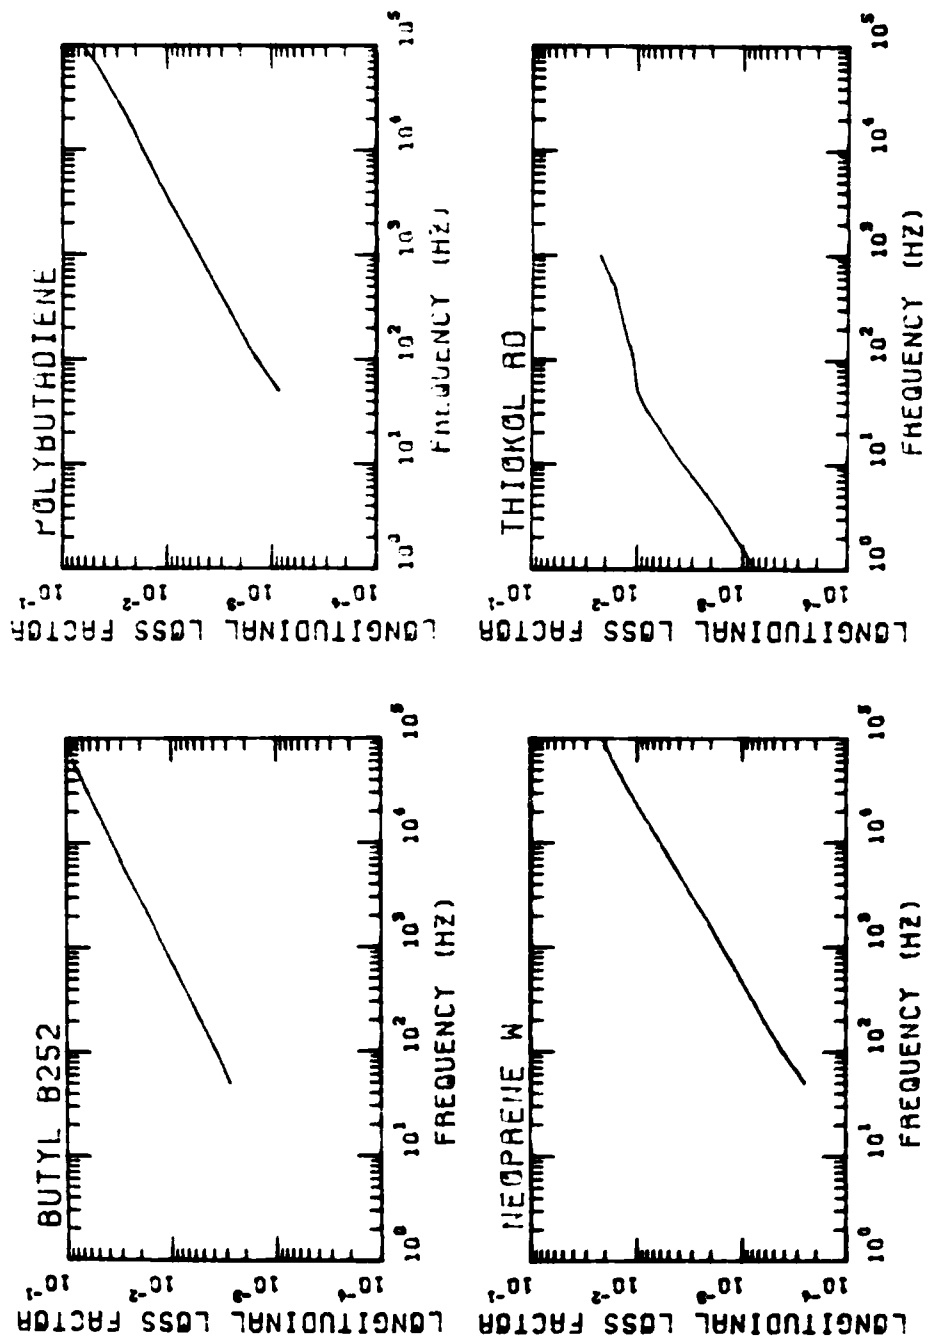 BUTYL B252
LONGITUDINAL LOSS FACTOR
10⁻¹
10⁻²
10⁻³
10⁻⁴
10⁰ 10¹ 10² 10³ 10⁴ 10⁵
FREQUENCY (HZ)
POLYBUTADIENE
LONGITUDINAL LOSS FACTOR
10⁻¹
10⁻²
10⁻³
10⁻⁴
10⁰ 10¹ 10² 10³ 10⁴ 10⁵
FREQUENCY (HZ)
NEOPRENE W
LONGITUDINAL LOSS FACTOR
10⁻¹
10⁻²
10⁻³
10⁻⁴
10⁰ 10¹ 10² 10³ 10⁴ 10⁵
FREQUENCY (HZ)
THIOKOL RD
LONGITUDINAL LOSS FACTOR
10⁻¹
10⁻²
10⁻³
10⁻⁴
10⁰ 10¹ 10² 10³ 10⁴ 10⁵
FREQUENCY (HZ)